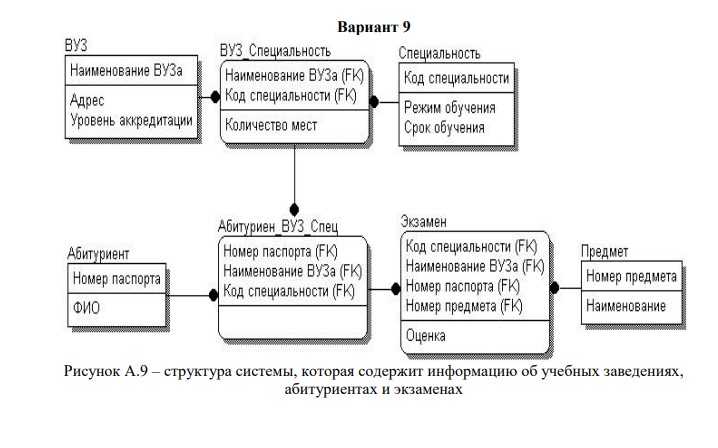 Вариант 9
ВУЗ
Наименование ВУЗа
Адрес
Уровень аккредитации
ВУЗ_Специальность
Наименование ВУЗа (FK)
Код специальности (FK)
Количество мест
Специальность
Код специальности
Режим обучения
Срок обучения
Абитуриент
Номер паспорта
ФИО
Абитуриен_ВУЗ_Спец
Номер паспорта (FK)
Наименование ВУЗа (FK)
Код специальности (FK)
Экзамен
Код специальности (FK)
Наименование ВУЗа (FK)
Номер паспорта (FK)
Номер предмета (FK)
Оценка
Предмет
Номер предмета
Наименование
Рисунок А.9 – структура системы, которая содержит информацию об учебных заведениях,
абитуриентах и экзаменах